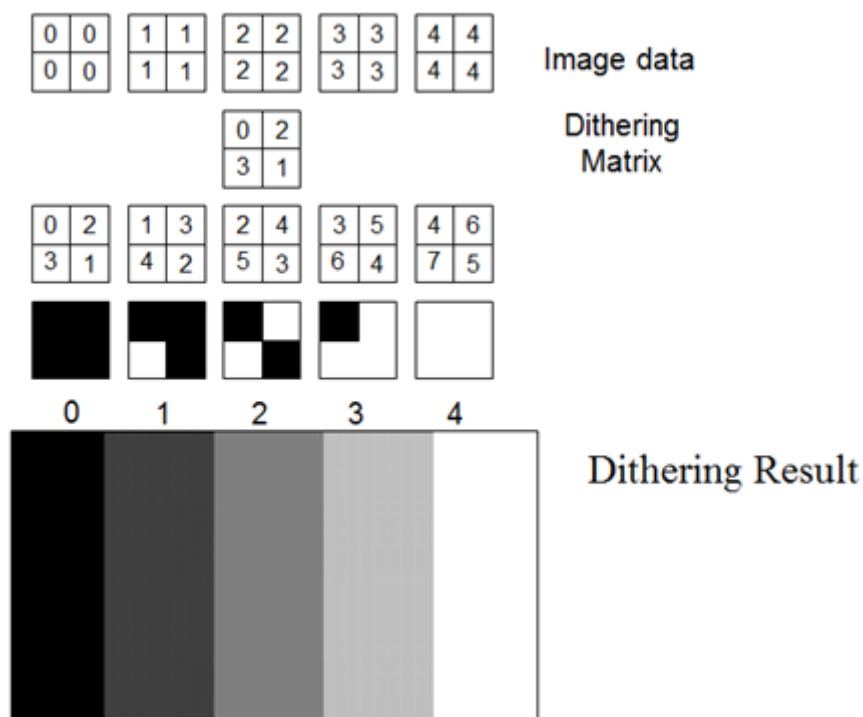 0 0 1 1 2 2 3 3 4 4
0 0 1 1 2 2 3 3 4 4
Image data
0 2
3 1
Dithering
Matrix
0 2 1 3 2 4 3 5 4 6
3 1 4 2 5 3 6 4 7 5
0 1 2 3 4
Dithering Result